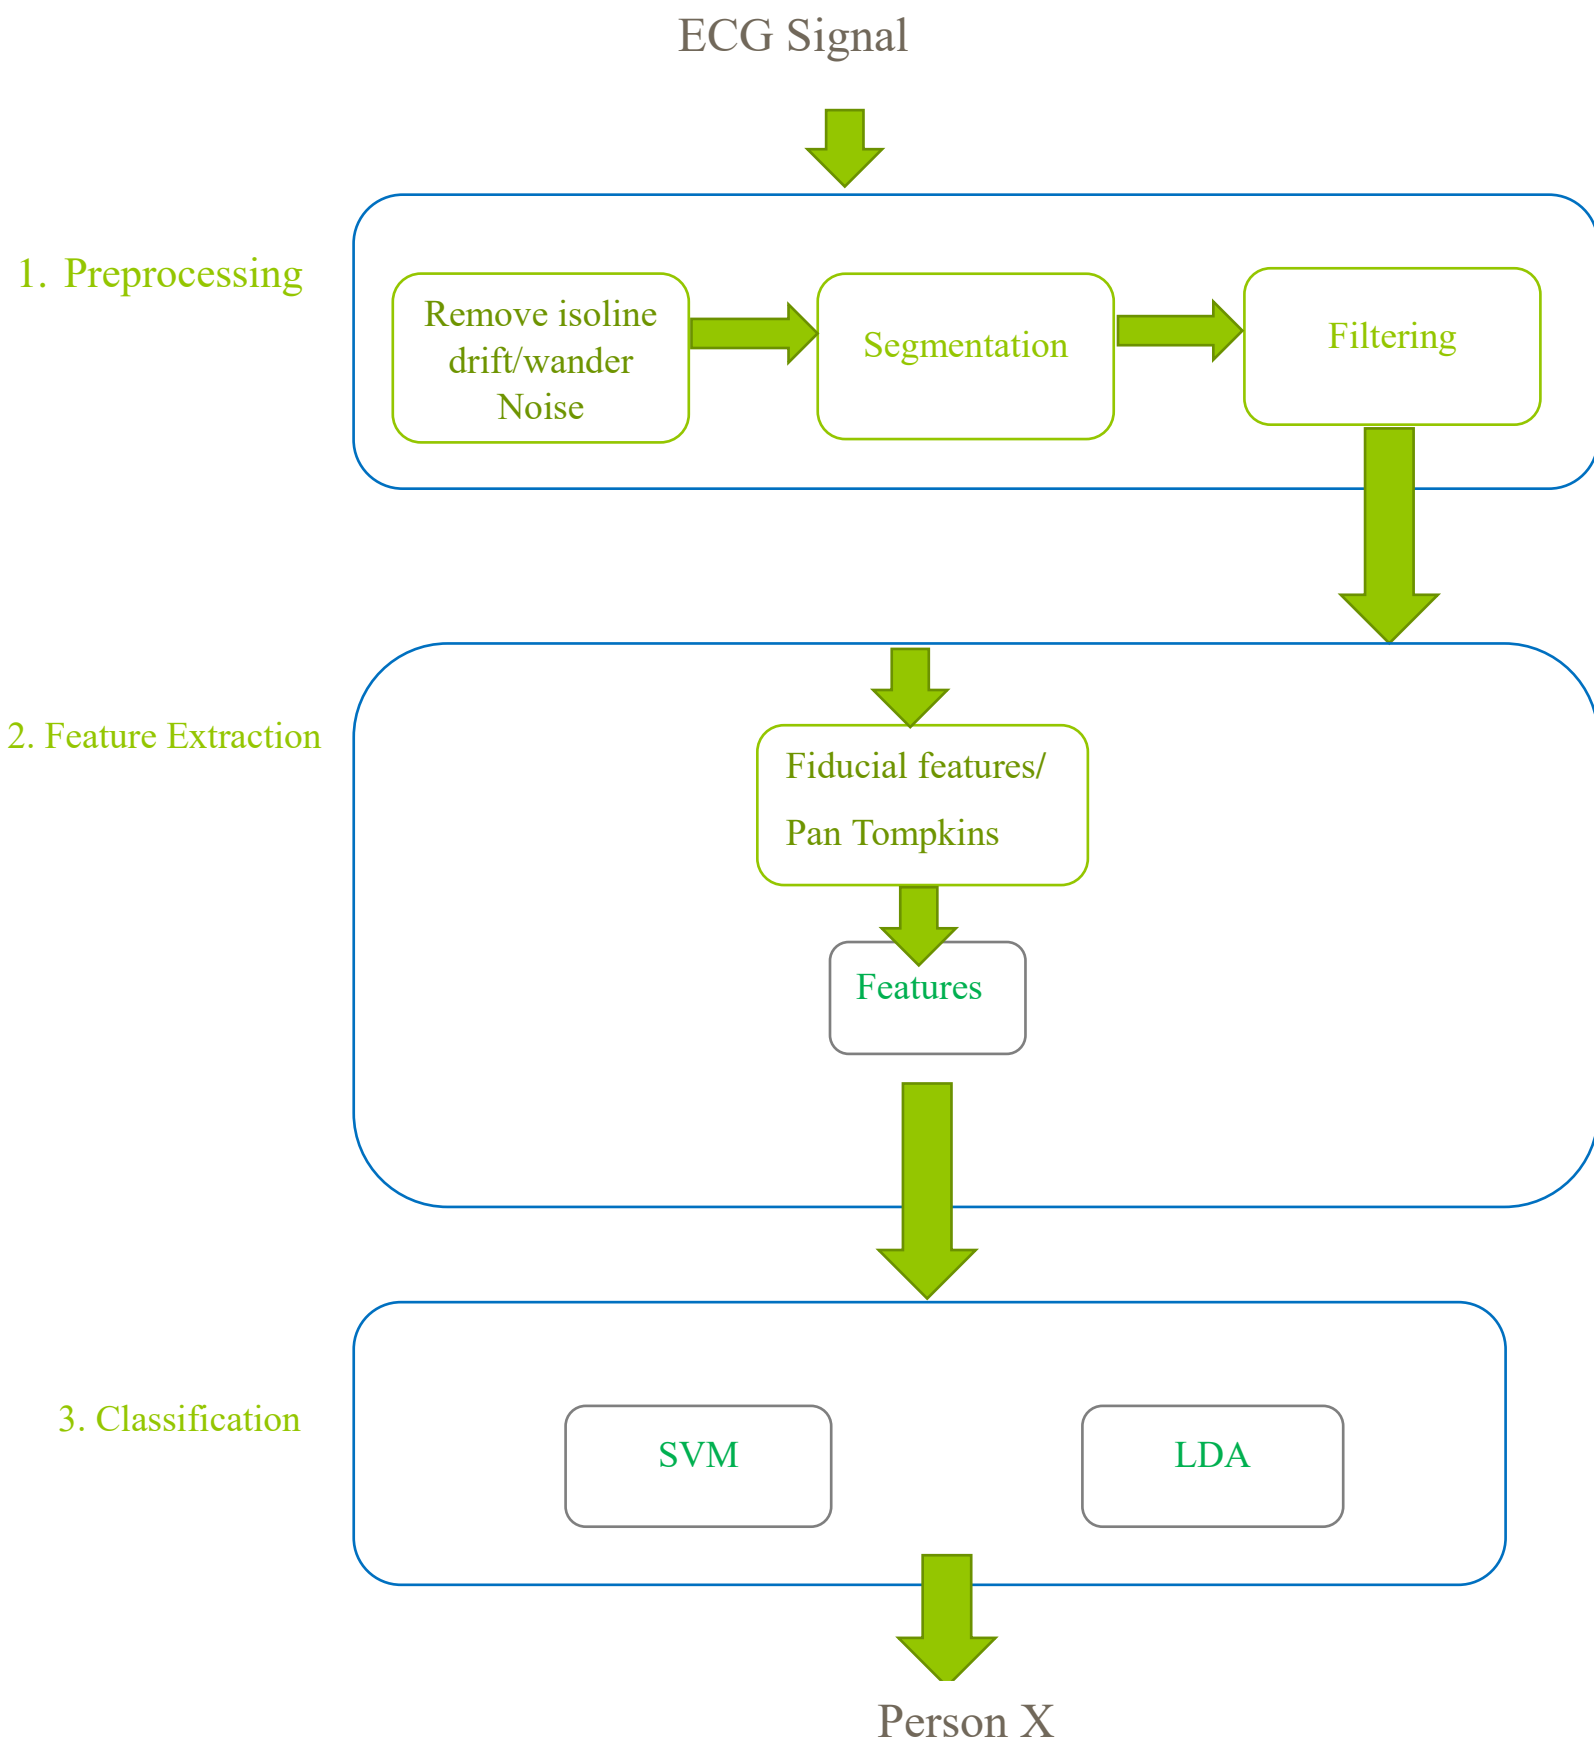 ECG Signal
1. Preprocessing
Remove isoline
drift/wander
Noise
Segmentation
Filtering
2. Feature Extraction
Fiducial features/
Pan Tompkins
Features
3. Classification
SVM
LDA
Person X